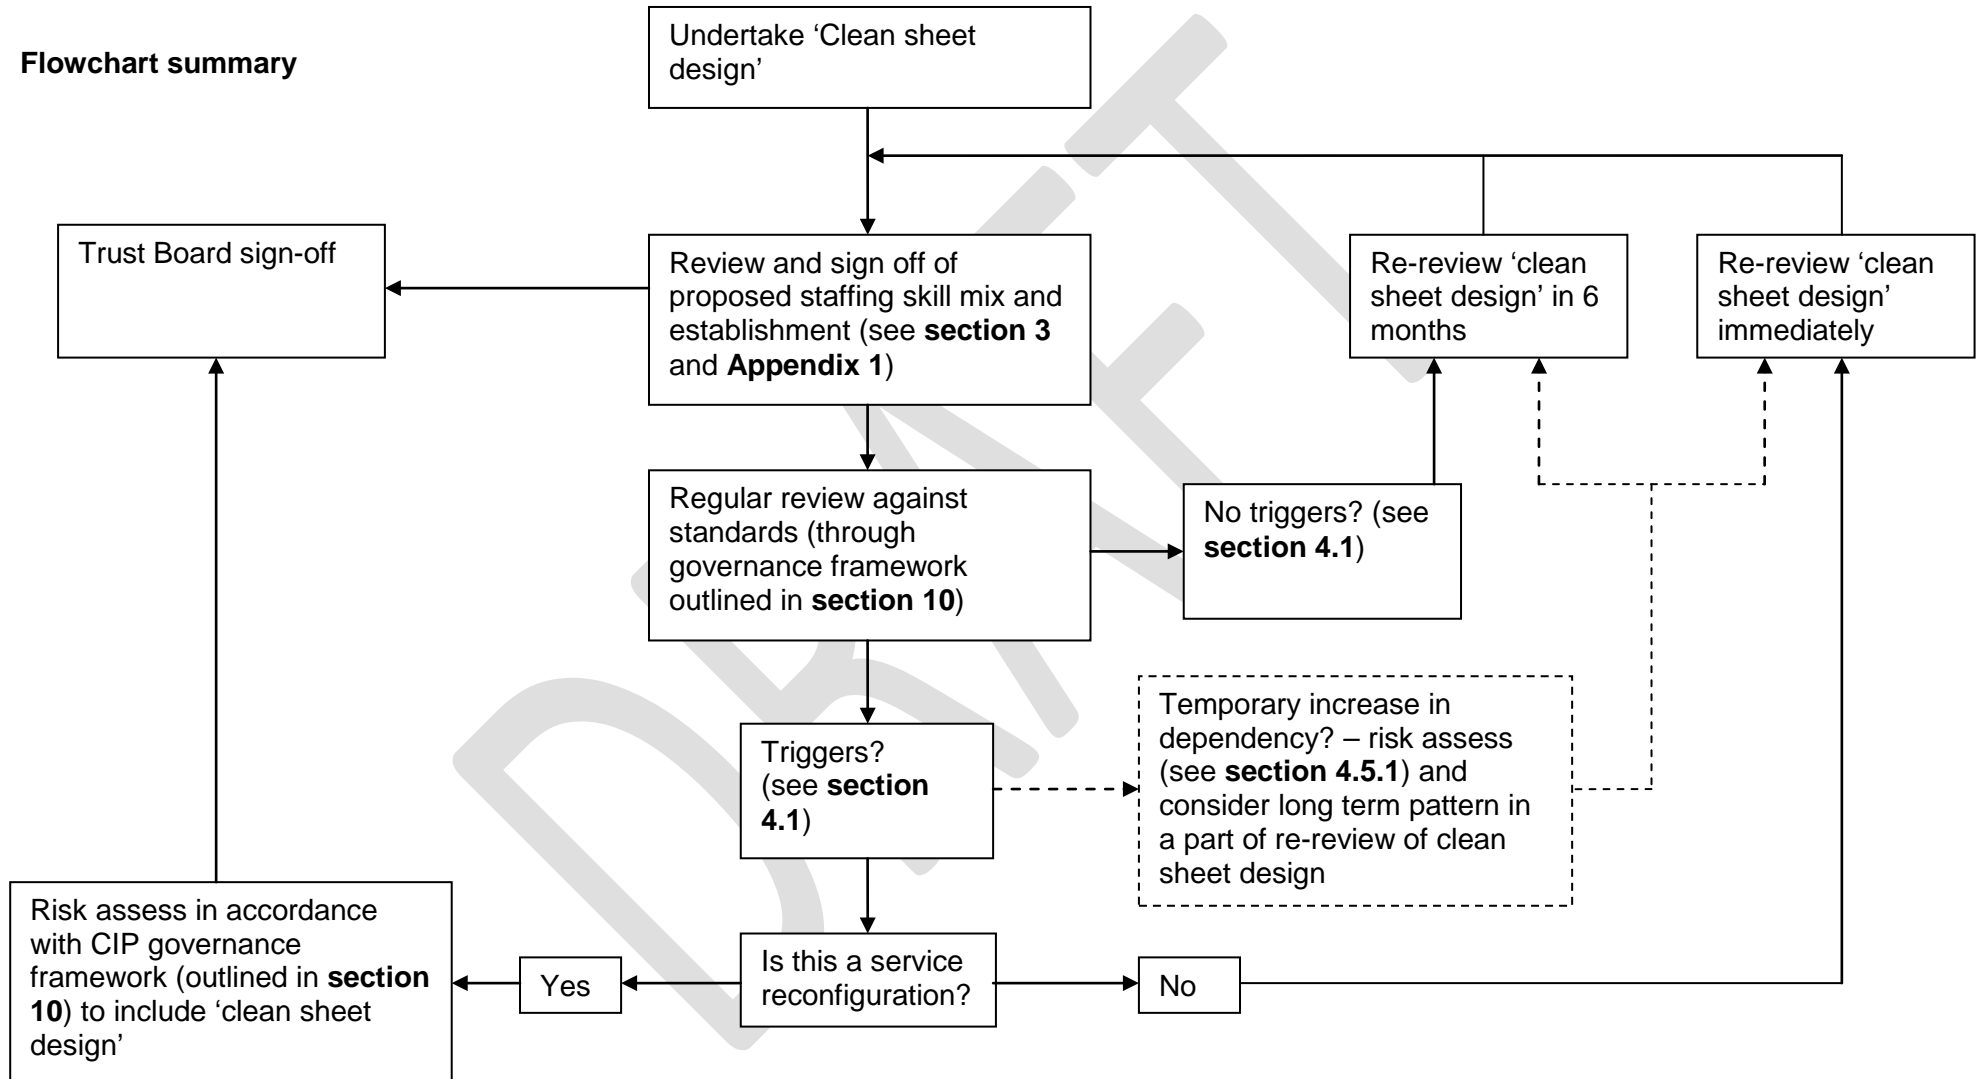 Flowchart summary
Undertake ‘Clean sheet
design’
Trust Board sign-off
Review and sign off of
proposed staffing skill mix and
establishment (see section 3
and Appendix 1)
Re-review ‘clean
sheet design’ in 6
months
Re-review ‘clean
sheet design’
immediately
Regular review against
standards (through
governance framework
outlined in section 10)
No triggers? (see
section 4.1)
Triggers?
(see section
4.1)
Temporary increase in
dependency? – risk assess
(see section 4.5.1) and
consider long term pattern in
a part of re-review of clean
sheet design
Risk assess in accordance
with CIP governance
framework (outlined in section
10) to include ‘clean sheet
design’
Yes
Is this a service
reconfiguration?
No
DRAFT